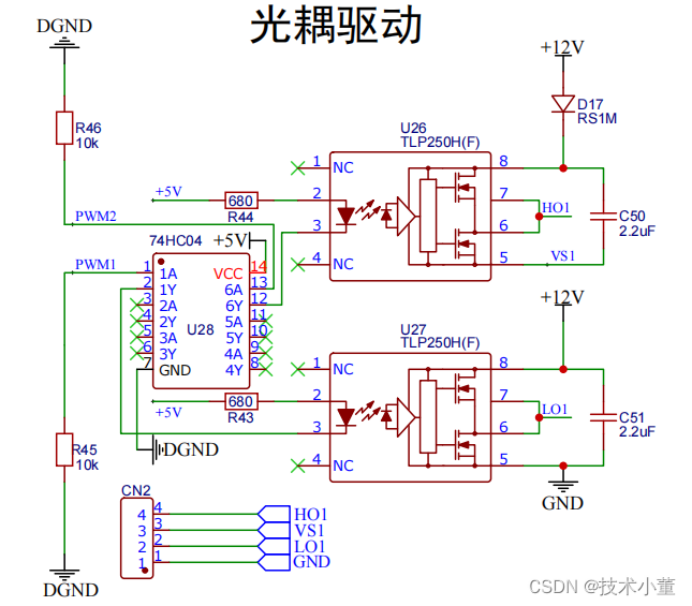 光耦驱动
DGND
R46
10k
+5V
680
R44
PWM2
74HC04
+5V
PWM1
1 1A
2 1Y
3 2A
4 2Y
5 3A
6 3Y
7 GND
VCC 14
6A 13
6Y 12
5A 11
5Y 10
4A 9
4Y 8
U28
+5V
680
R43
DGND
R45
10k
DGND
U26
TLP250H(F)
1 NC
2
3
4 NC
8
7
6
5
HO1
VS1
+12V
D17
RS1M
C50
2.2uF
U27
TLP250H(F)
1 NC
2
3
4 NC
8
7
6
5
LO1
+12V
C51
2.2uF
GND
CN2
4 4 HO1
3 3 VS1
2 2 LO1
1 1 GND
CSDN @技术小董